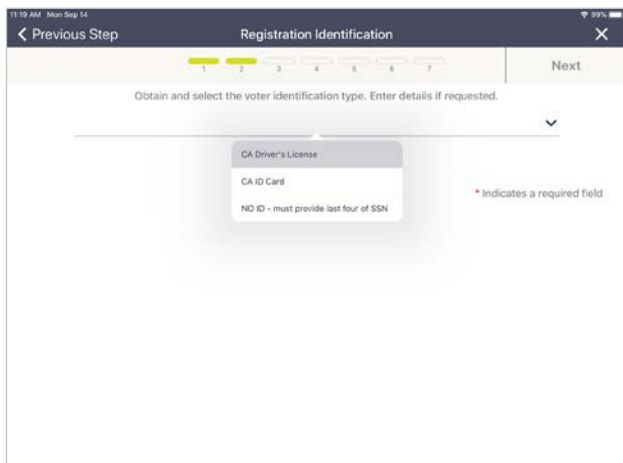 11:19 AM Mon Sep 14
99%
Previous Step
Registration Identification
1 2 3 4 5 6 7
Next
Obtain and select the voter identification type. Enter details if requested.
CA Driver's License
CA ID Card
NO ID - must provide last four of SSN
* Indicates a required field